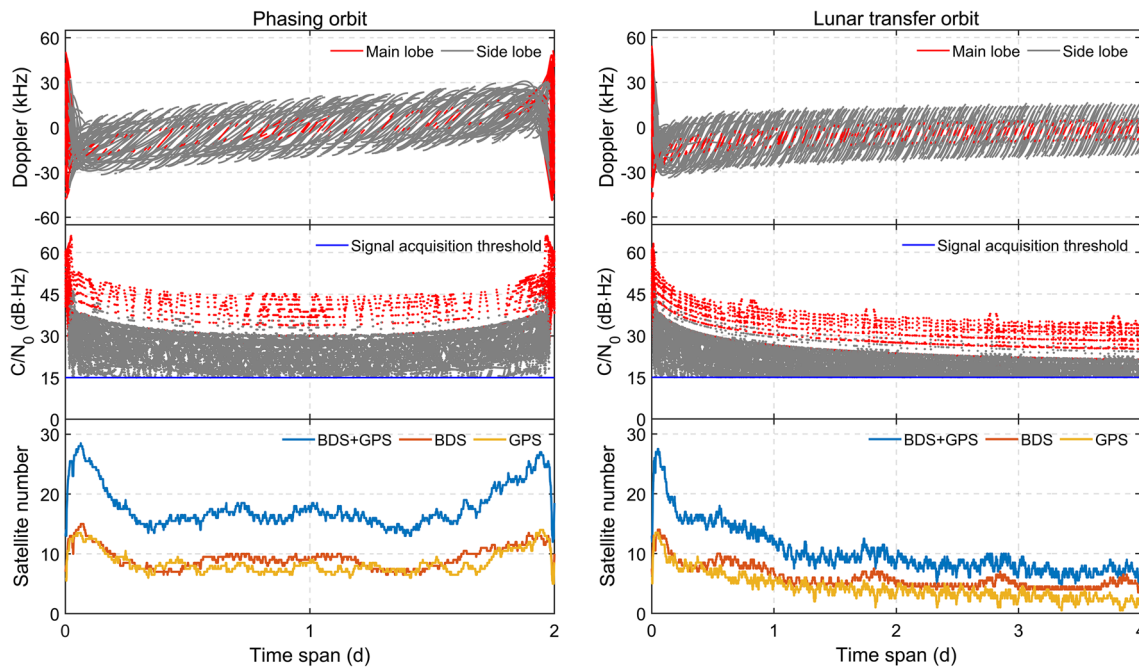 Phasing orbit
60
30
0
-30
-60
Doppler (kHz)
Main lobe
Side lobe
60
45
30
15
0
C/N0 (dB·Hz)
Signal acquisition threshold
30
20
10
0
Satellite number
BDS+GPS
BDS
GPS
0
1
2
Time span (d)
Lunar transfer orbit
60
30
0
-30
-60
Doppler (kHz)
Main lobe
Side lobe
60
45
30
15
0
C/N0 (dB·Hz)
Signal acquisition threshold
30
20
10
0
Satellite number
BDS+GPS
BDS
GPS
0
1
2
3
4
Time span (d)